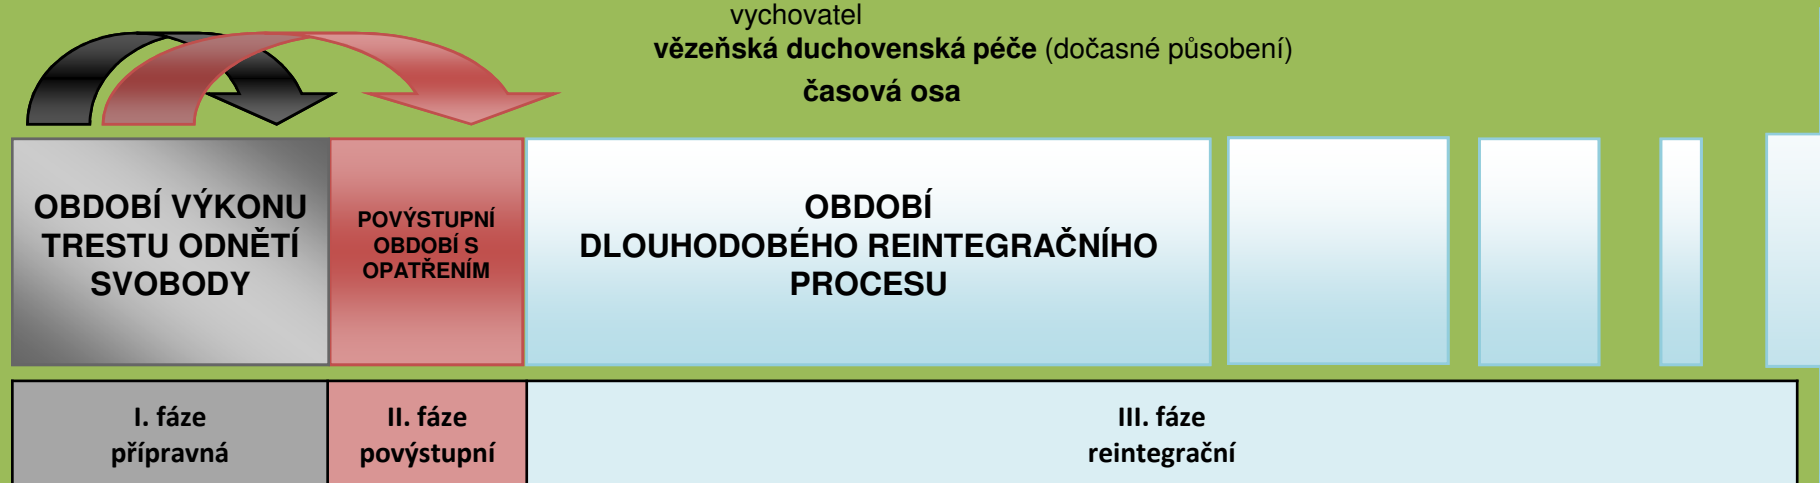 vychovatel
vězeňská duchovenská péče (dočasné působení)
časová osa
OBDOBÍ VÝKONU
TRESTU ODNĚTÍ
SVOBODY
POVÝSTUPNÍ
OBDOBÍ S
OPATŘENÍM
OBDOBÍ
DLOUHODOBÉHO REINTEGRAČNÍHO
PROCESU
I. fáze
přípravná
II. fáze
povýstupní
III. fáze
reintegrační